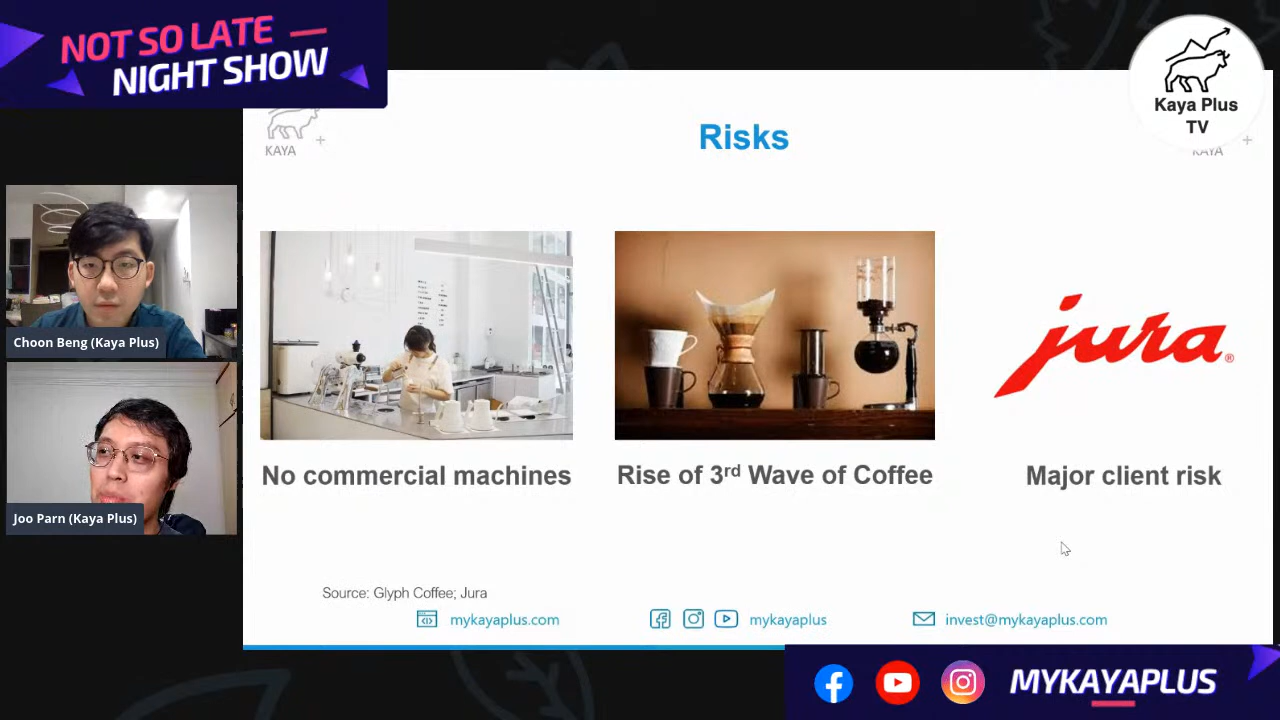 NOT SO LATE
NIGHT SHOW
Kaya Plus
TV
KAYA
KAYA
Risks
Choon Beng (Kaya Plus)
Joo Parn (Kaya Plus)
jura®
No commercial machines
Rise of 3rd Wave of Coffee
Major client risk
Source: Glyph Coffee; Jura
mykayaplus.com
mykayaplus
invest@mykayaplus.com
MYKAYAPLUS